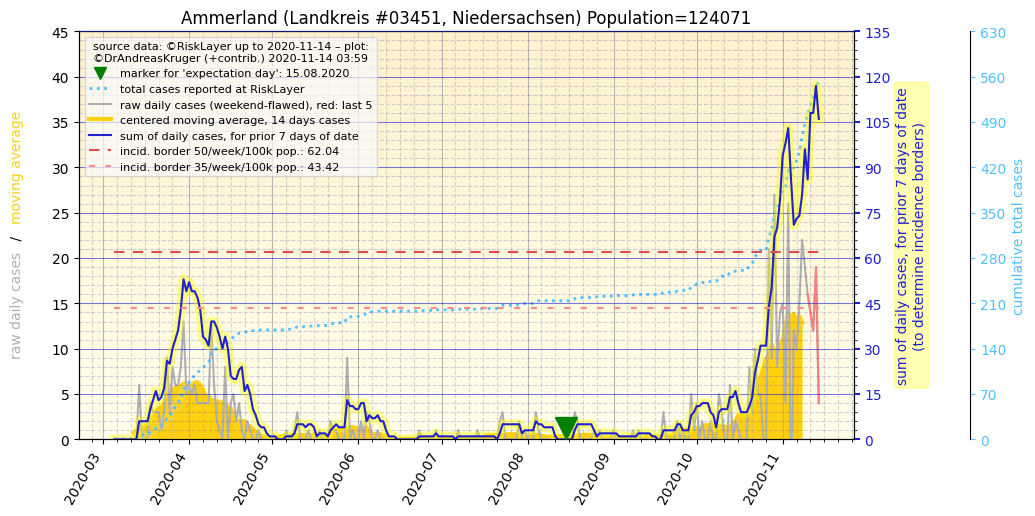 Ammerland (Landkreis #03451, Niedersachsen) Population=124071
source data: ©RiskLayer up to 2020-11-14 – plot:
©DrAndreasKruger (+contrib.) 2020-11-14 03:59
marker for 'expectation day': 15.08.2020
total cases reported at RiskLayer
raw daily cases (weekend-flawed), red: last 5
centered moving average, 14 days cases
sum of daily cases, for prior 7 days of date
incid. border 50/week/100k pop.: 62.04
incid. border 35/week/100k pop.: 43.42
raw daily cases / moving average
45
40
35
30
25
20
15
10
5
0
2020-03
2020-04
2020-05
2020-06
2020-07
2020-08
2020-09
2020-10
2020-11
135
120
105
90
75
60
45
30
15
0
sum of daily cases, for prior 7 days of date
(to determine incidence borders)
630
560
490
420
350
280
210
140
70
0
cumulative total cases